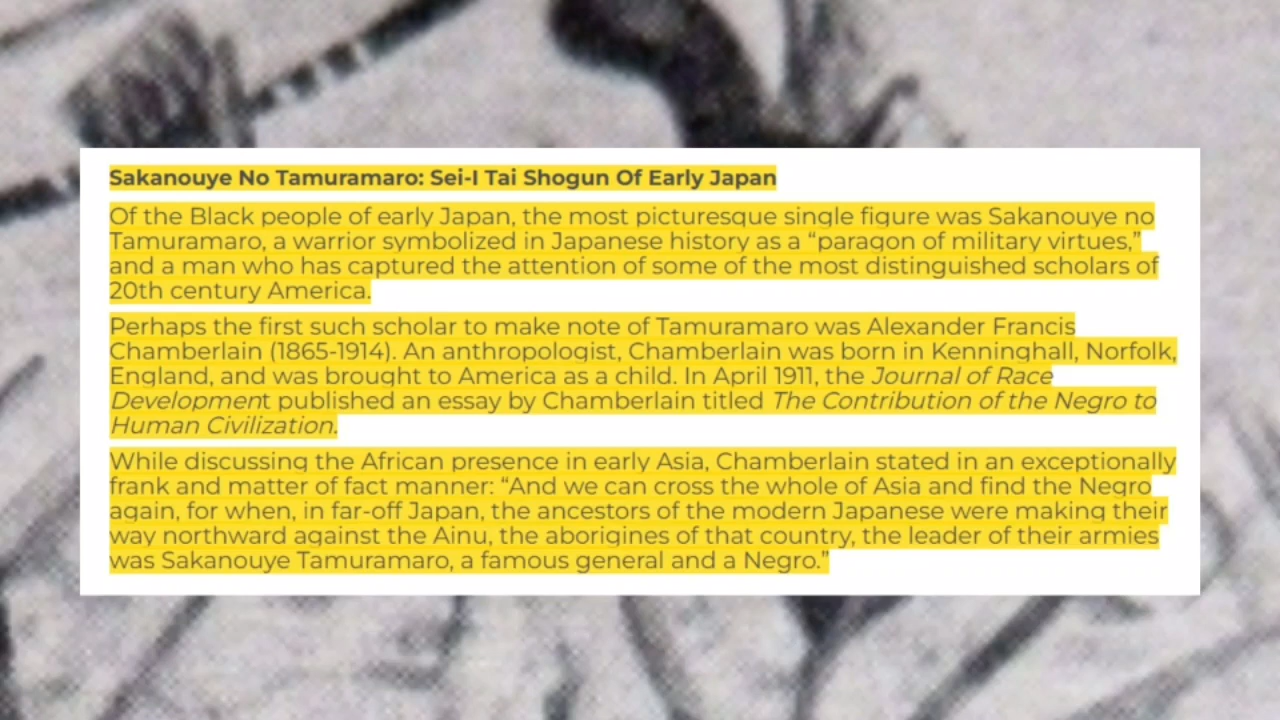 Sakanouye No Tamuramaro: Sei-I Tai Shogun Of Early Japan
Of the Black people of early Japan, the most picturesque single figure was Sakanouye no
Tamuramaro, a warrior symbolized in Japanese history as a “paragon of military virtues,”
and a man who has captured the attention of some of the most distinguished scholars of
20th century America.
Perhaps the first such scholar to make note of Tamuramaro was Alexander Francis
Chamberlain (1865-1914). An anthropologist, Chamberlain was born in Kenninghall, Norfolk,
England, and was brought to America as a child. In April 1911, the Journal of Race
Development published an essay by Chamberlain titled The Contribution of the Negro to
Human Civilization.
While discussing the African presence in early Asia, Chamberlain stated in an exceptionally
frank and matter of fact manner: “And we can cross the whole of Asia and find the Negro
again, for when, in far-off Japan, the ancestors of the modern Japanese were making their
way northward against the Ainu, the aborigines of that country, the leader of their armies
was Sakanouye Tamuramaro, a famous general and a Negro.”